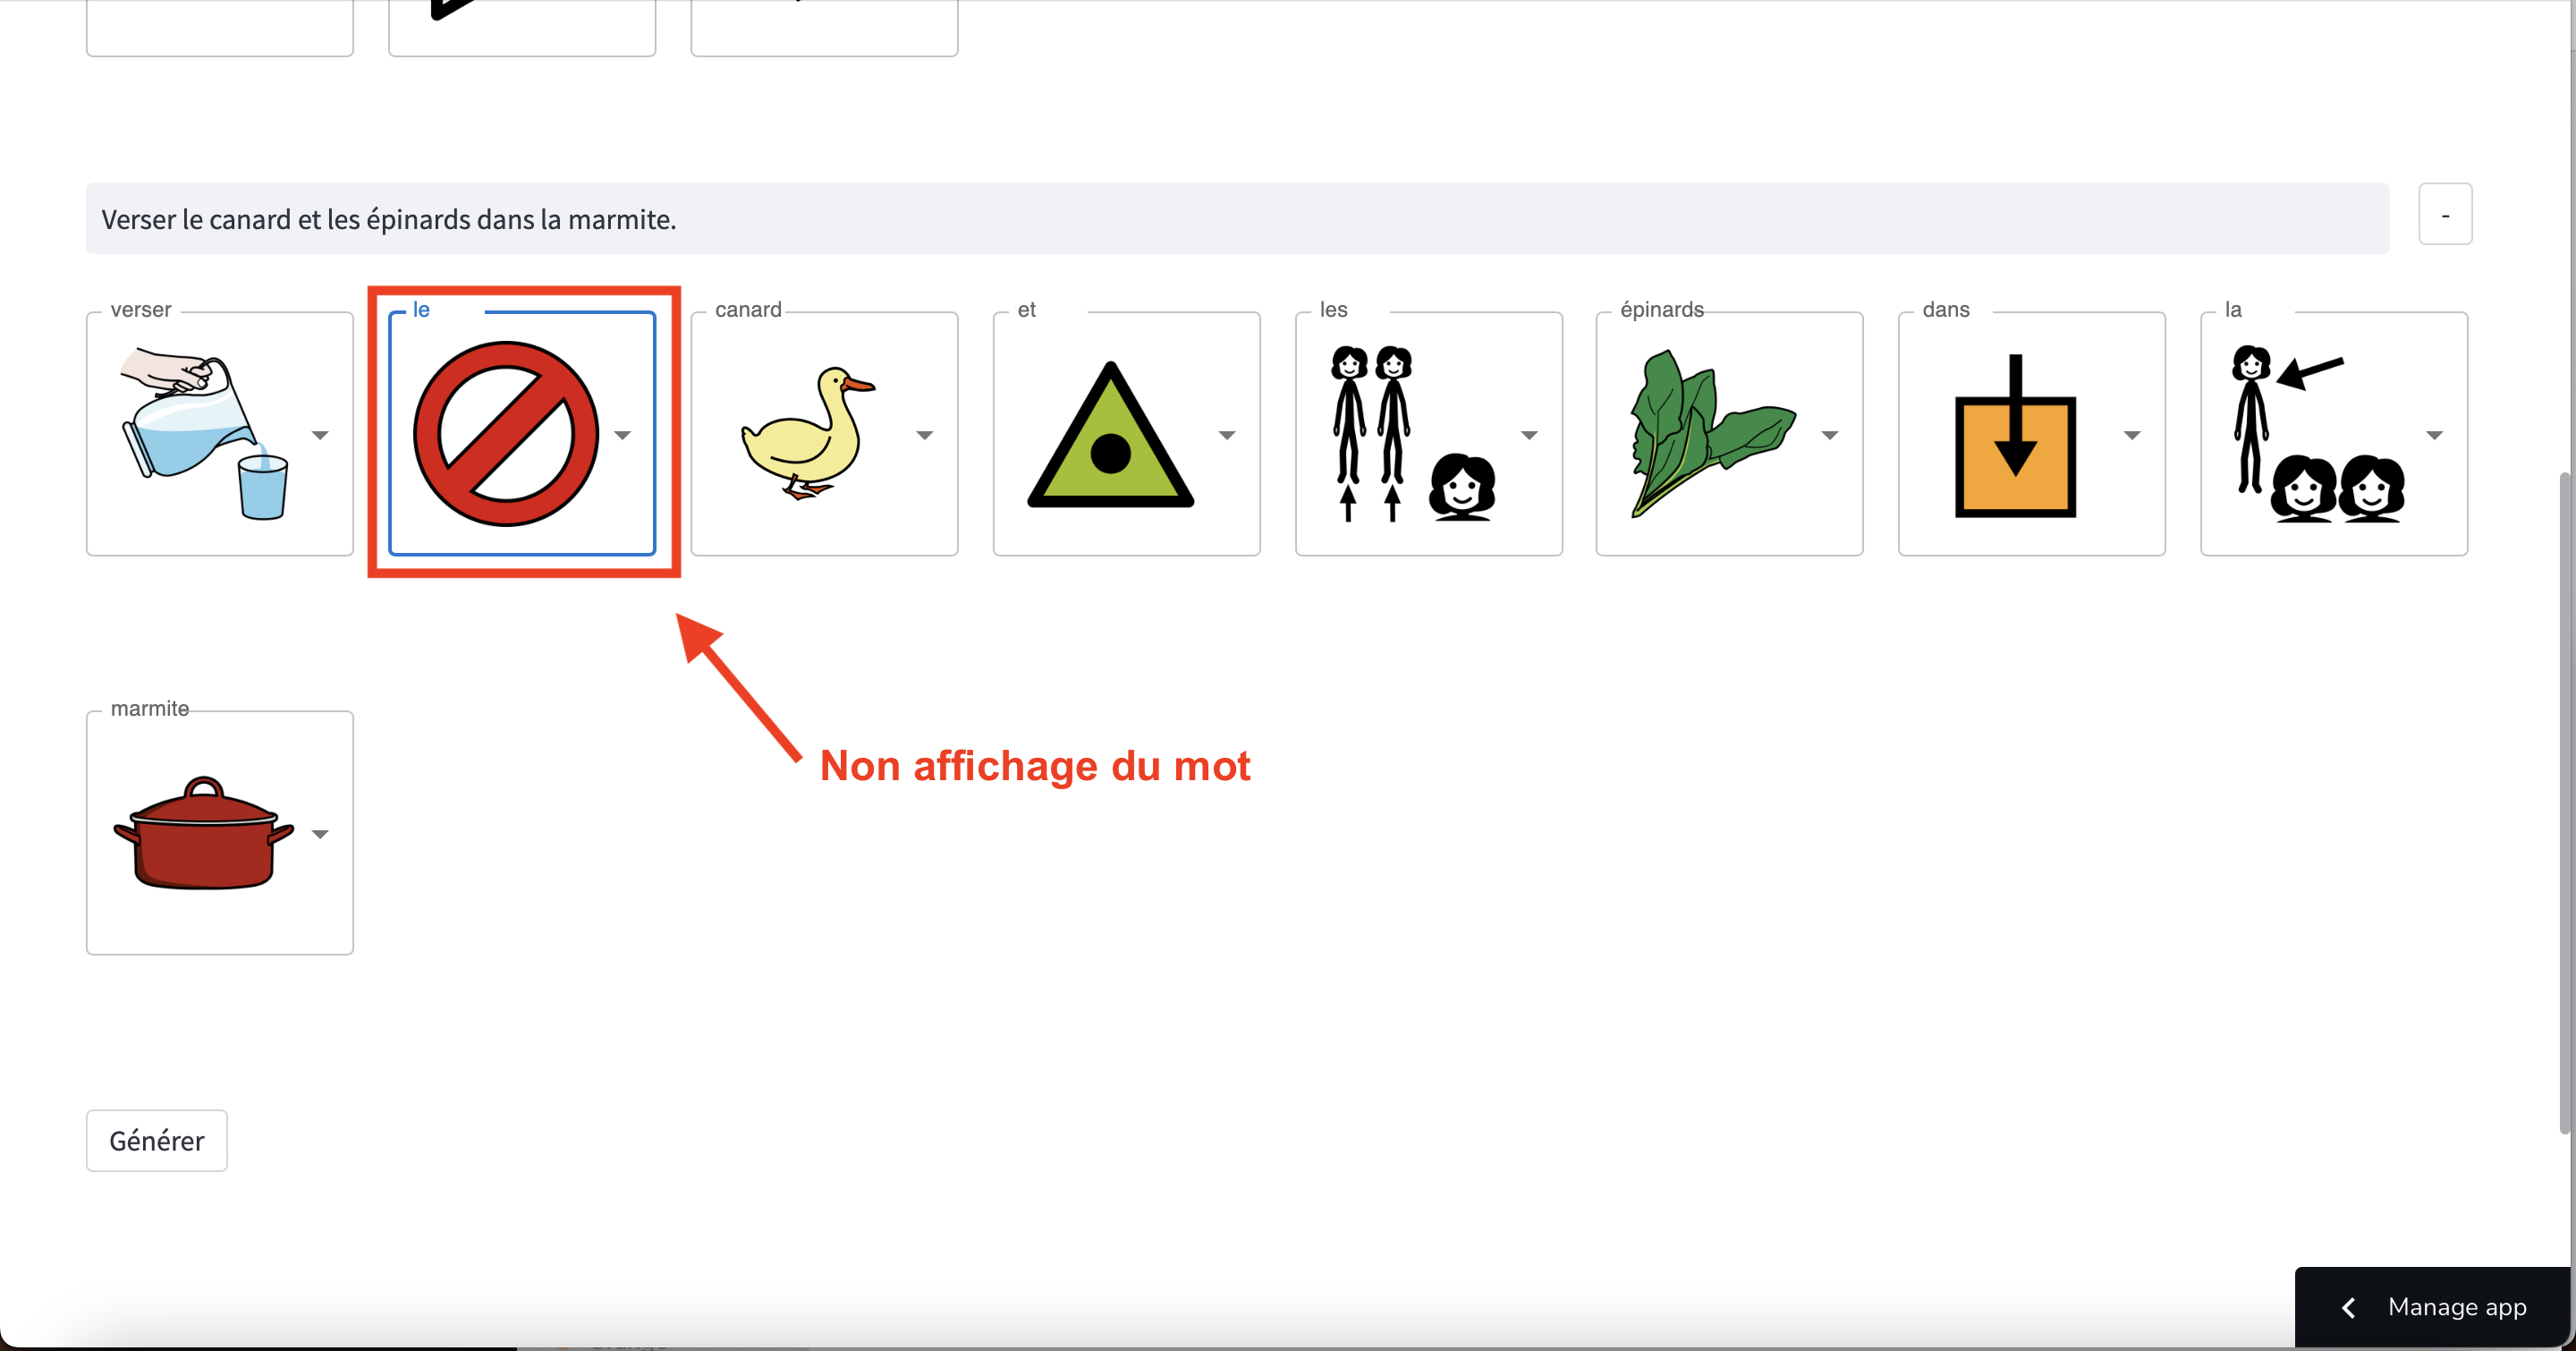 Verser le canard et les épinards dans la marmite.
-
verser
le
canard
et
les
épinards
dans
la
marmite
Non affichage du mot
Générer
Manage app